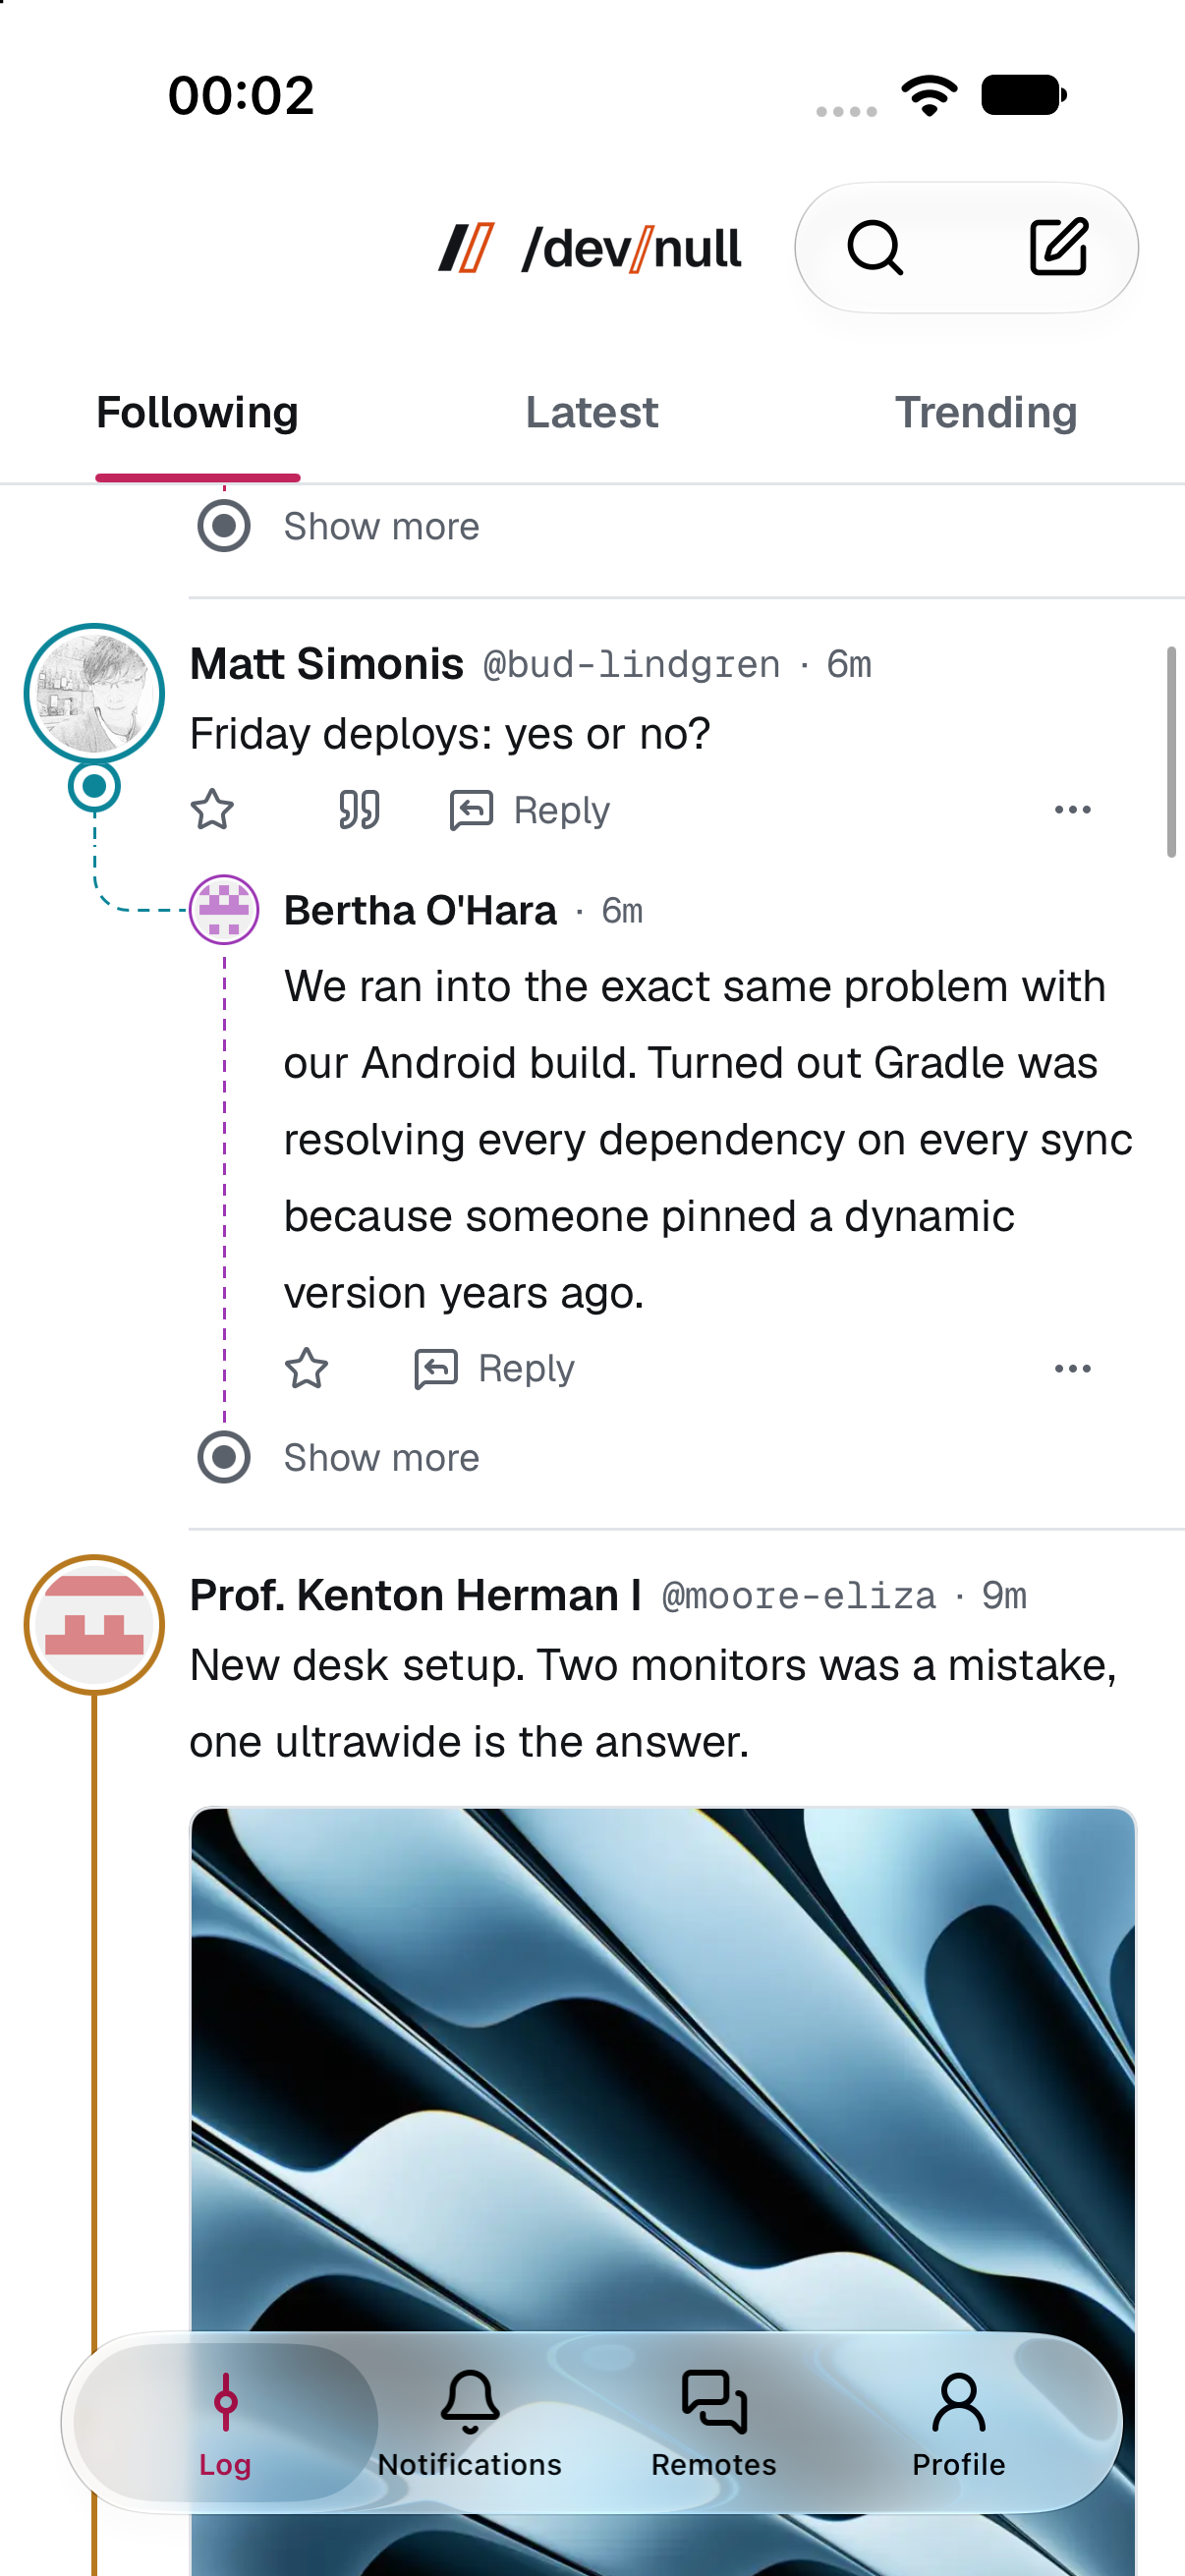 00:02
/dev//null
Following Latest Trending
Show more
Matt Simonis @bud-lindgren · 6m
Friday deploys: yes or no?
Reply
Bertha O'Hara · 6m
We ran into the exact same problem with
our Android build. Turned out Gradle was
resolving every dependency on every sync
because someone pinned a dynamic
version years ago.
Reply
Show more
Prof. Kenton Herman I @moore-eliza · 9m
New desk setup. Two monitors was a mistake,
one ultrawide is the answer.
Log Notifications Remotes Profile